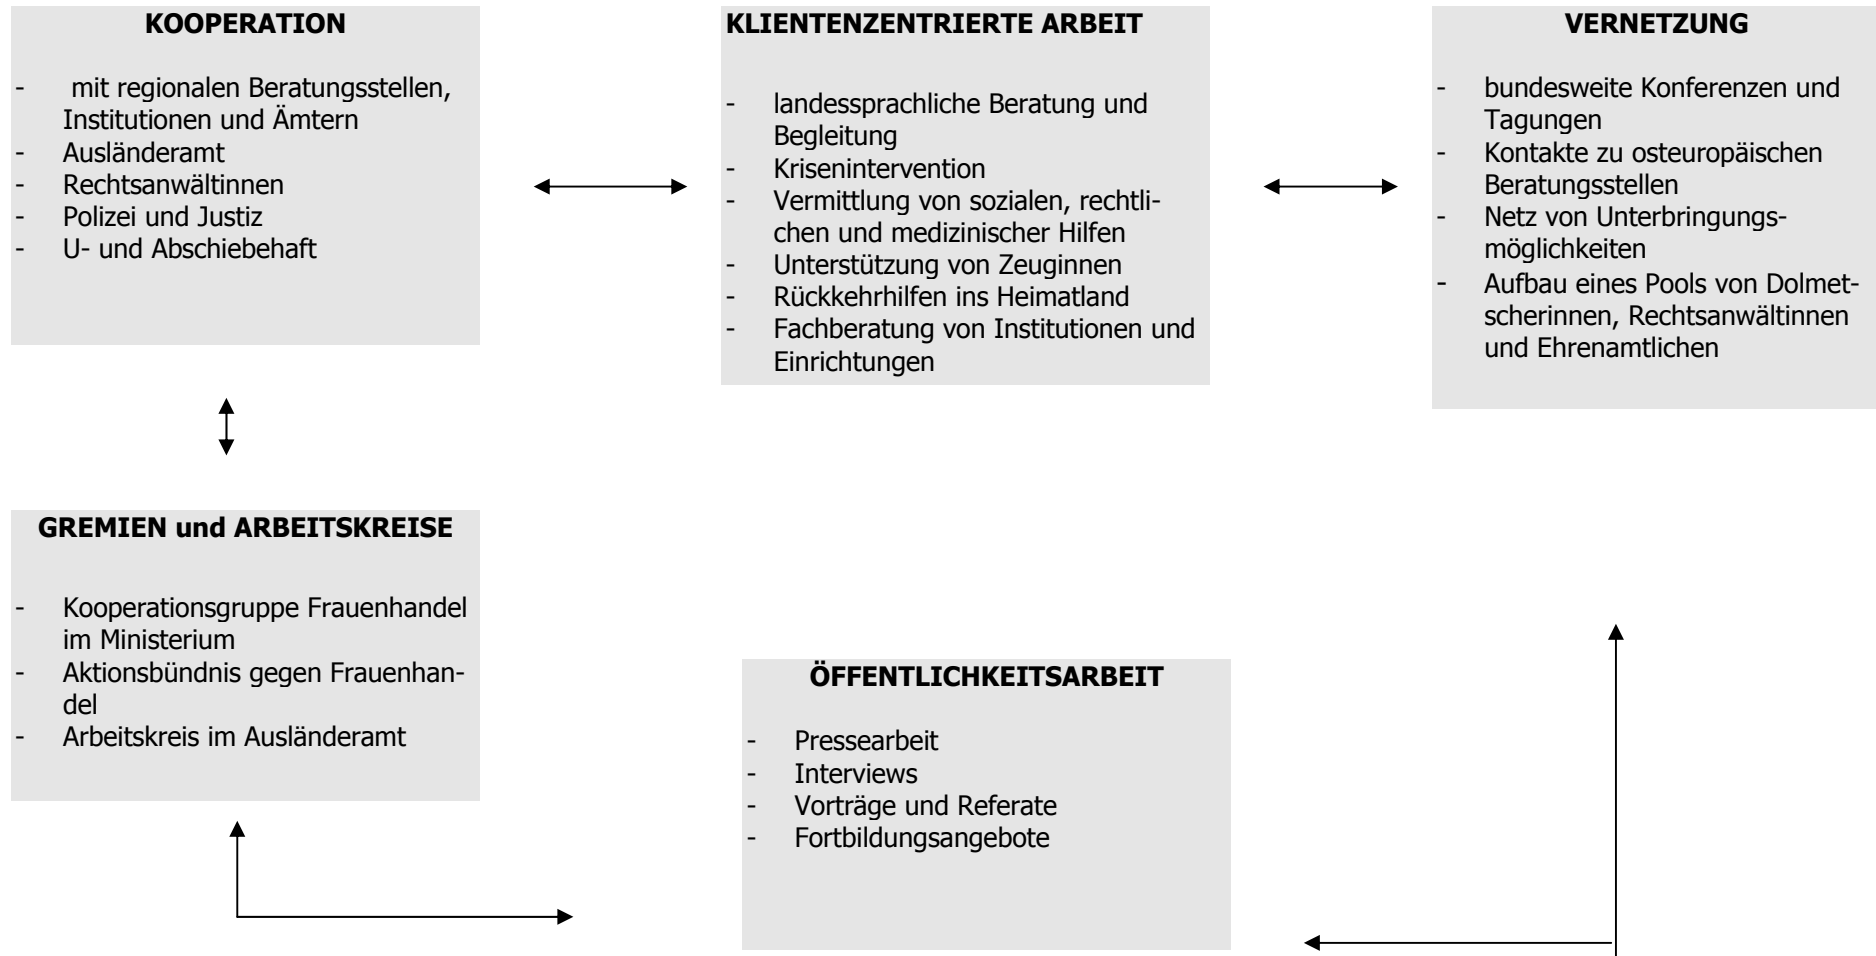 KOOPERATION
- mit regionalen Beratungsstellen,
Institutionen und Ämtern
- Ausländeramt
- Rechtsanwältinnen
- Polizei und Justiz
- U- und Abschiebehaft
KLIENTENZENTRIERTE ARBEIT
- landessprachliche Beratung und
Begleitung
- Krisenintervention
- Vermittlung von sozialen, rechtli-
chen und medizinischer Hilfen
- Unterstützung von Zeuginnen
- Rückkehrhilfen ins Heimatland
- Fachberatung von Institutionen und
Einrichtungen
VERNETZUNG
- bundesweite Konferenzen und
Tagungen
- Kontakte zu osteuropäischen
Beratungsstellen
- Netz von Unterbringungs-
möglichkeiten
- Aufbau eines Pools von Dolmet-
scherinnen, Rechtsanwältinnen
und Ehrenamtlichen
GREMIEN und ARBEITSKREISE
- Kooperationsgruppe Frauenhandel
im Ministerium
- Aktionsbündnis gegen Frauenhan-
del
- Arbeitskreis im Ausländeramt
ÖFFENTLICHKEITSARBEIT
- Pressearbeit
- Interviews
- Vorträge und Referate
- Fortbildungsangebote